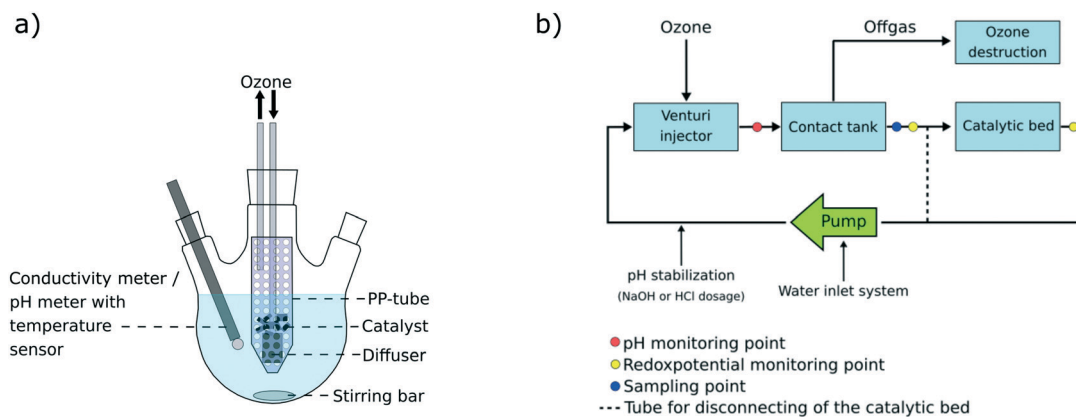 a)
Ozone
Conductivity meter /
pH meter with
temperature
sensor
PP-tube
Catalyst
Diffuser
Stirring bar
b)
Ozone
Offgas
Ozone
destruction
Venturi
injector
Contact tank
Catalytic bed
Pump
pH stabilization
(NaOH or HCl dosage)
Water inlet system
pH monitoring point
Redoxpotential monitoring point
Sampling point
Tube for disconnecting of the catalytic bed